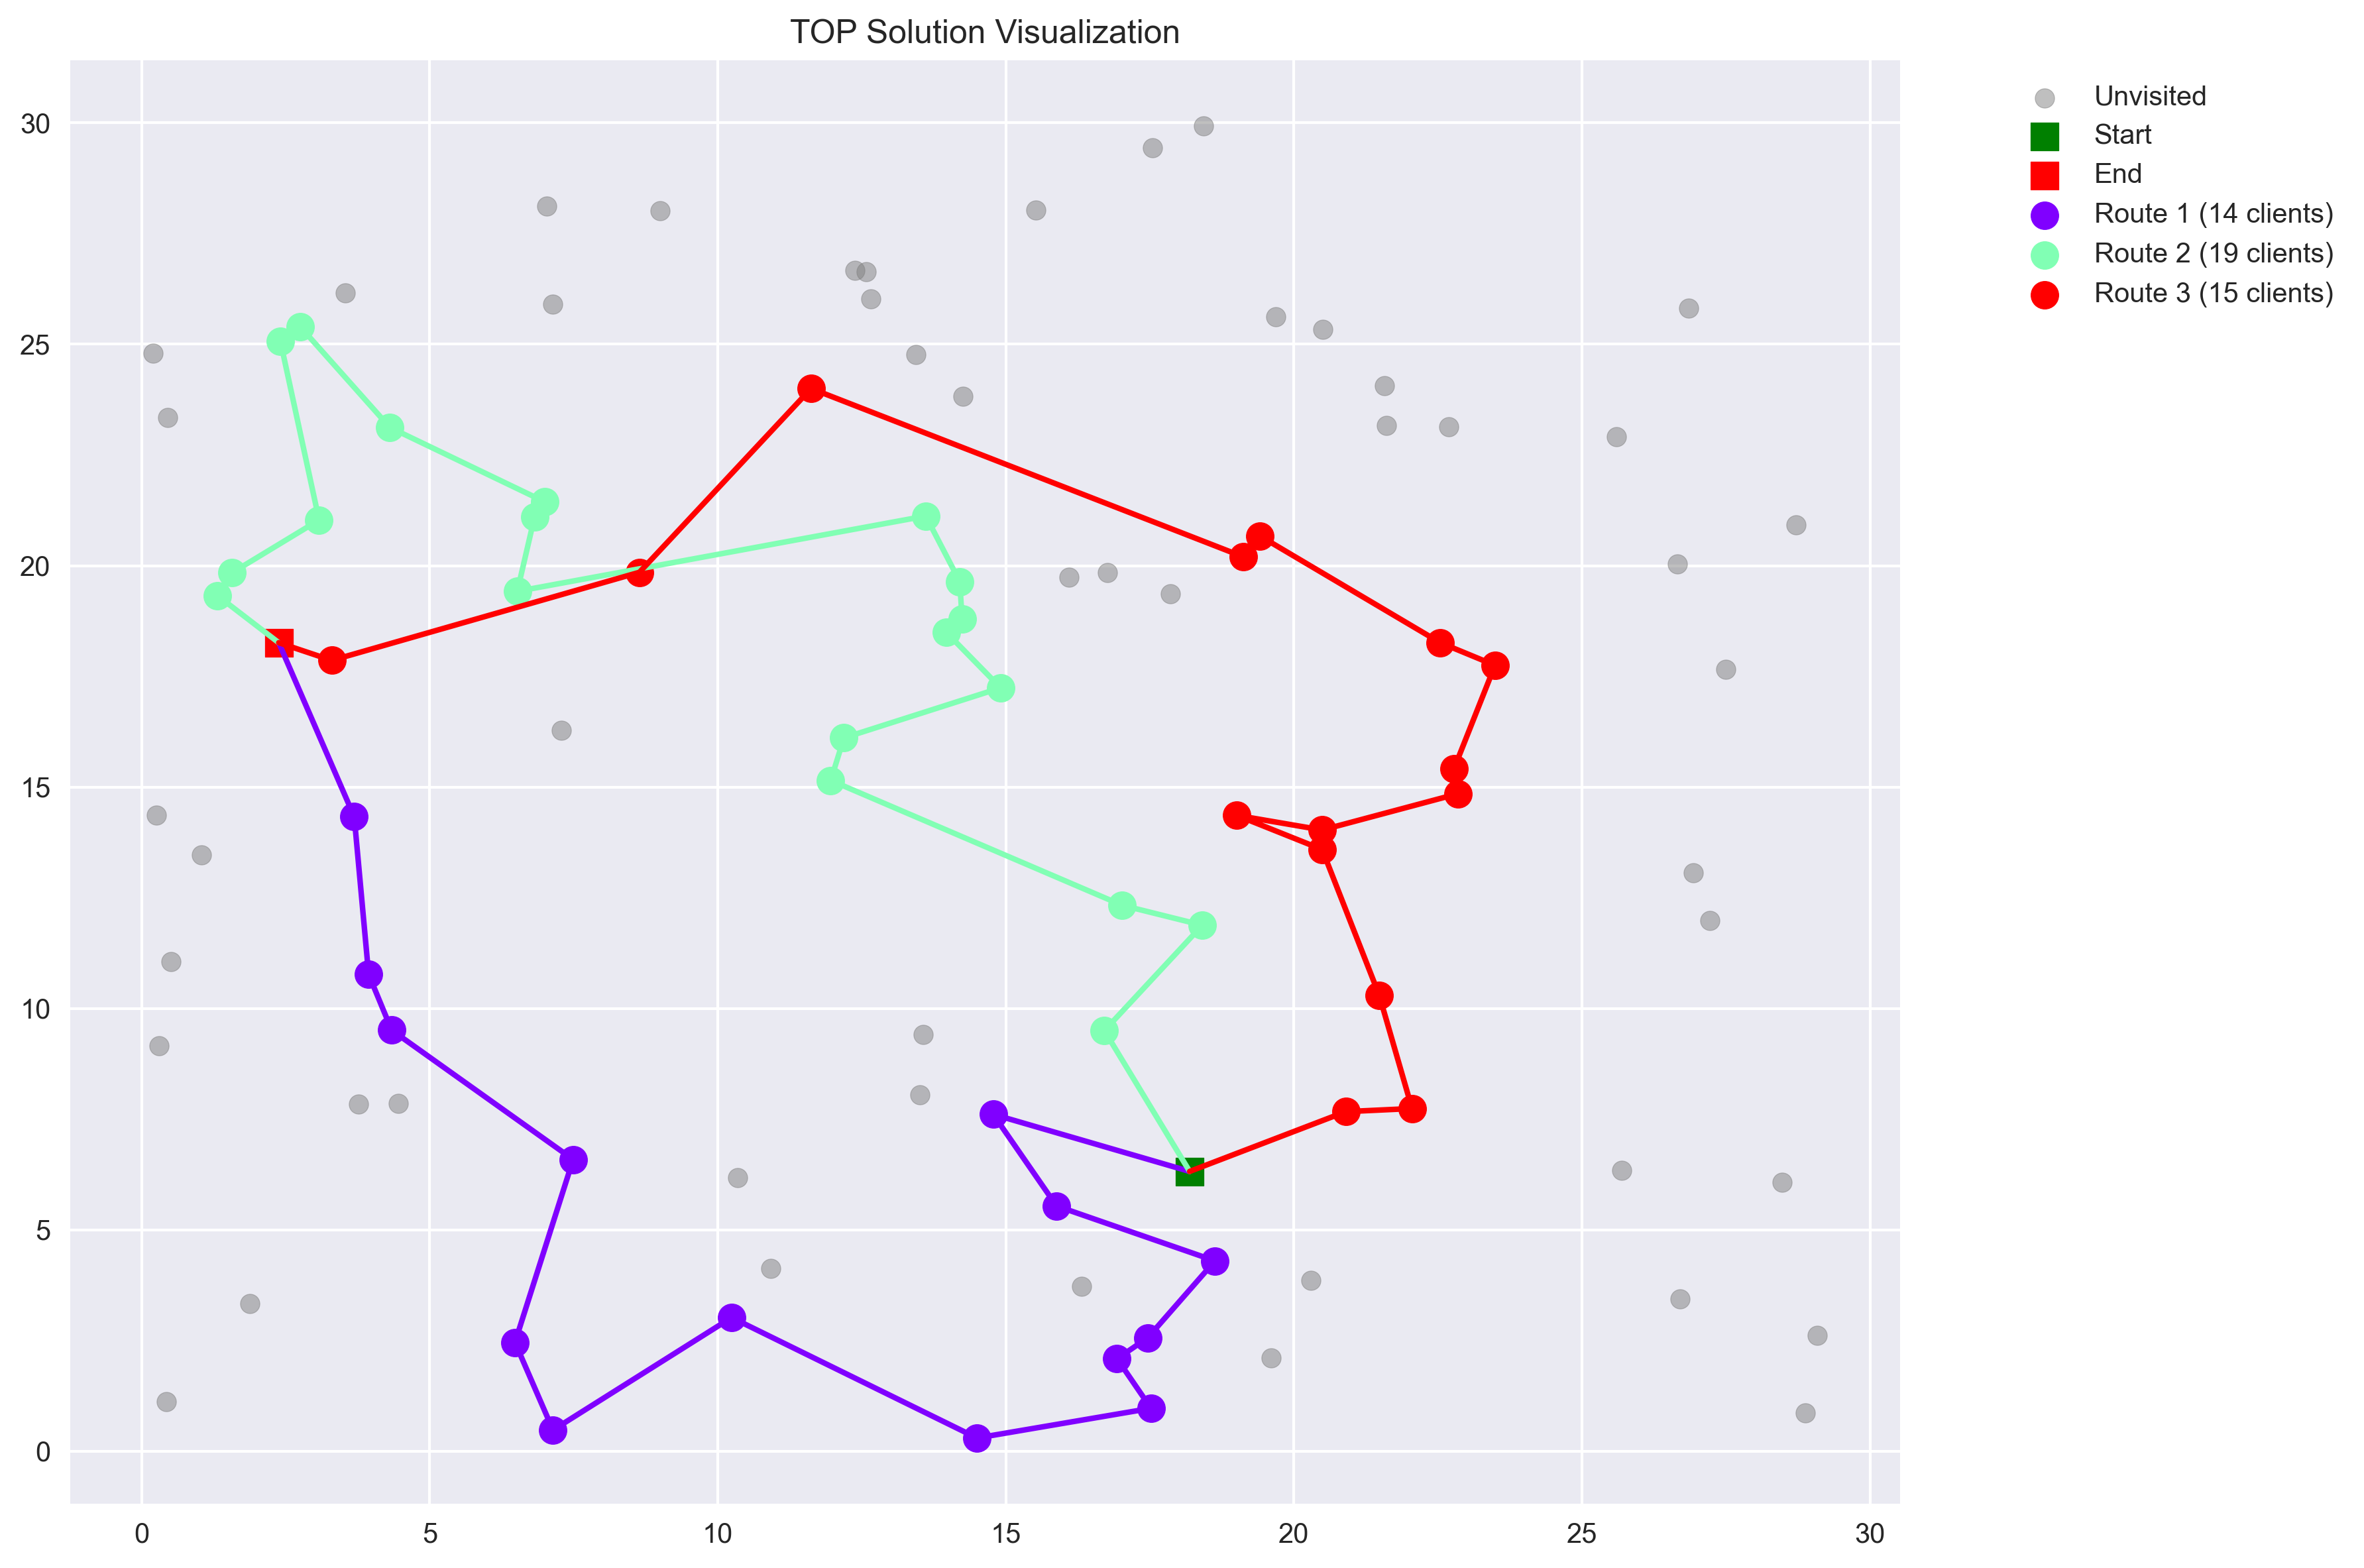 TOP Solution Visualization
30
25
20
15
10
5
0
0 5 10 15 20 25 30
Unvisited
Start
End
Route 1 (14 clients)
Route 2 (19 clients)
Route 3 (15 clients)